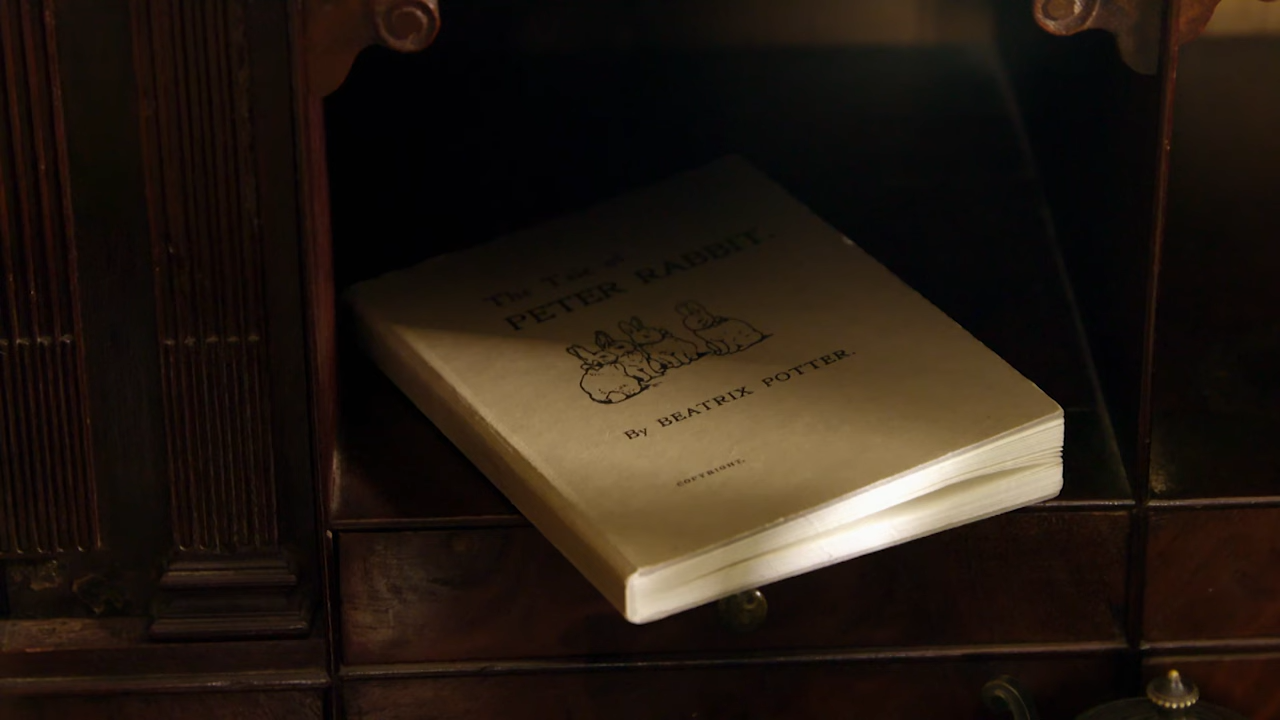 The Tale of
PETER RABBIT.
By BEATRIX POTTER.
COPYRIGHT.